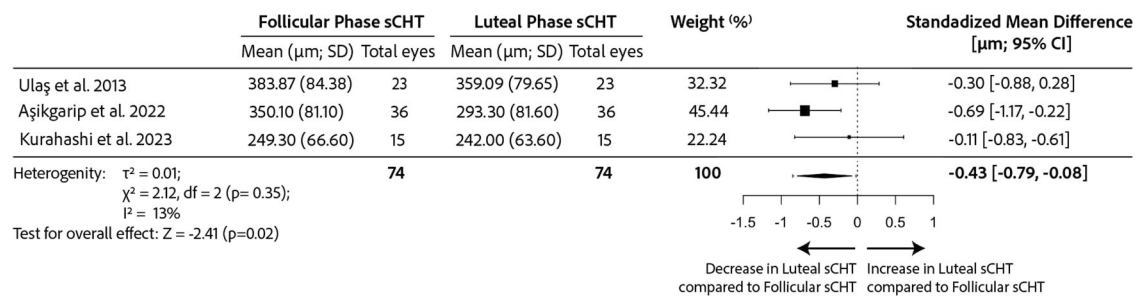 Follicular Phase sCHT Luteal Phase sCHT Weight (%) Standadized Mean Difference
Mean (μm; SD) Total eyes Mean (μm; SD) Total eyes [μm; 95% CI]
Ulaş et al. 2013 383.87 (84.38) 23 359.09 (79.65) 23 32.32 -0.30 [-0.88, 0.28]
Aşikgarip et al. 2022 350.10 (81.10) 36 293.30 (81.60) 36 45.44 -0.69 [-1.17, -0.22]
Kurahashi et al. 2023 249.30 (66.60) 15 242.00 (63.60) 15 22.24 -0.11 [-0.83, -0.61]
Heterogenity: τ² = 0.01; 74 74 100 -0.43 [-0.79, -0.08]
χ² = 2.12, df = 2 (p= 0.35);
I² = 13%
Test for overall effect: Z = -2.41 (p=0.02)
-1.5 -1 -0.5 0 0.5 1
Decrease in Luteal sCHT Increase in Luteal sCHT
compared to Follicular sCHT compared to Follicular sCHT